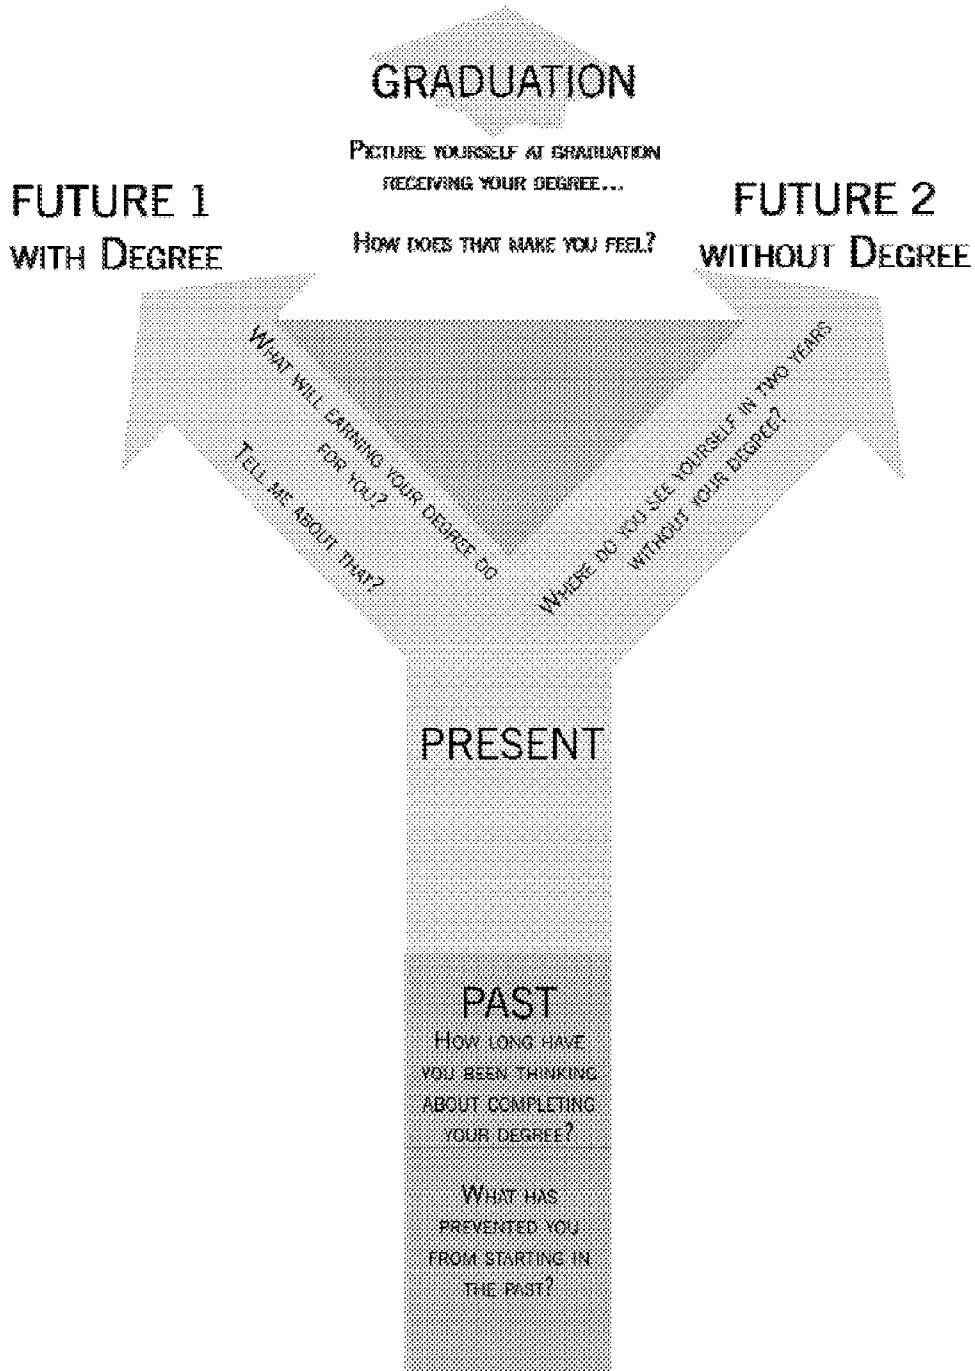 GRADUATION
PICTURE YOURSELF AT GRADUATION
RECEIVING YOUR DEGREE...
HOW DOES THAT MAKE YOU FEEL?
FUTURE 1
WITH DEGREE
FUTURE 2
WITHOUT DEGREE
WHAT WILL EARNING YOUR DEGREE DO
FOR YOU?
TELL ME ABOUT THAT?
WHERE DO YOU SEE YOURSELF IN TWO YEARS
WITHOUT YOUR DEGREE?
PRESENT
PAST
HOW LONG HAVE
YOU BEEN THINKING
ABOUT COMPLETING
YOUR DEGREE?
WHAT HAS
PREVENTED YOU
FROM STARTING IN
THE PAST?